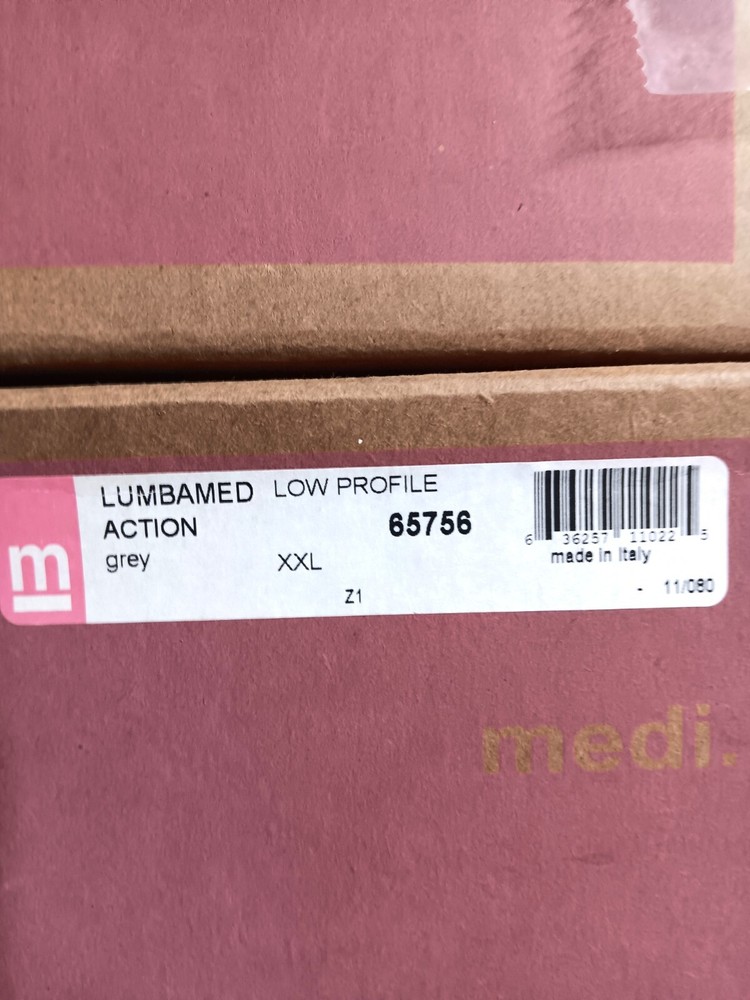 LUMBAMED LOW PROFILE
ACTION 65756
grey XXL
Z1
6 36257 11022 5
made in Italy
- 11/080
m
medi.